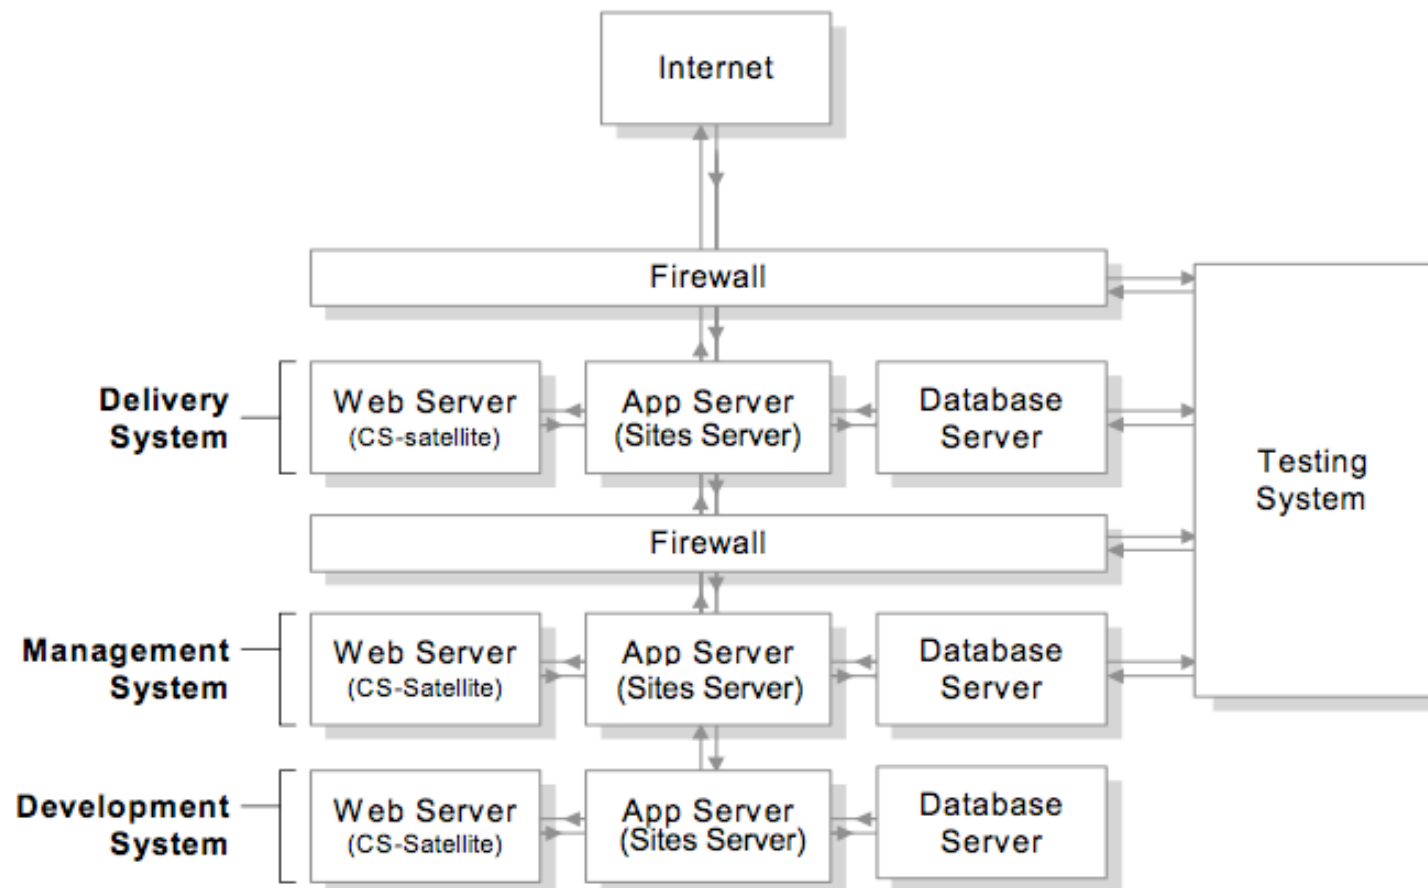 Internet
Firewall
Delivery
System
Web Server
(CS-satellite)
App Server
(Sites Server)
Database
Server
Testing
System
Firewall
Management
System
Web Server
(CS-Satellite)
App Server
(Sites Server)
Database
Server
Development
System
Web Server
(CS-Satellite)
App Server
(Sites Server)
Database
Server